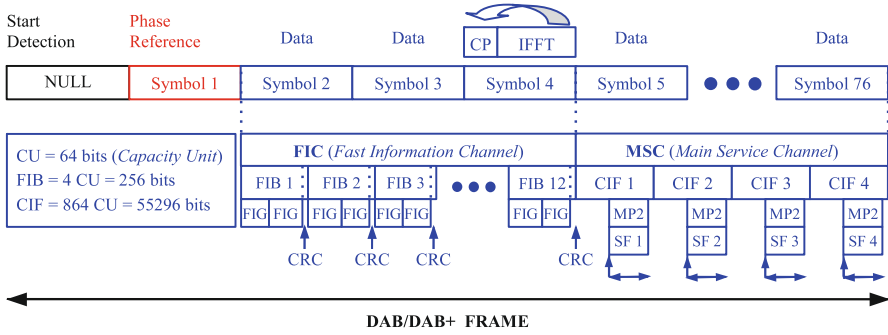 Start Detection
Phase Reference
Data
Data
CP
IFFT
Data
Data
NULL
Symbol 1
Symbol 2
Symbol 3
Symbol 4
Symbol 5
Symbol 76
CU = 64 bits (Capacity Unit)
FIB = 4 CU = 256 bits
CIF = 864 CU = 55296 bits
FIC (Fast Information Channel)
MSC (Main Service Channel)
FIB 1
FIB 2
FIB 3
FIB 12
CIF 1
CIF 2
CIF 3
CIF 4
FIG
FIG
FIG
FIG
FIG
FIG
FIG
FIG
MP2
MP2
MP2
MP2
SF 1
SF 2
SF 3
SF 4
CRC
CRC
CRC
CRC
DAB/DAB+ FRAME